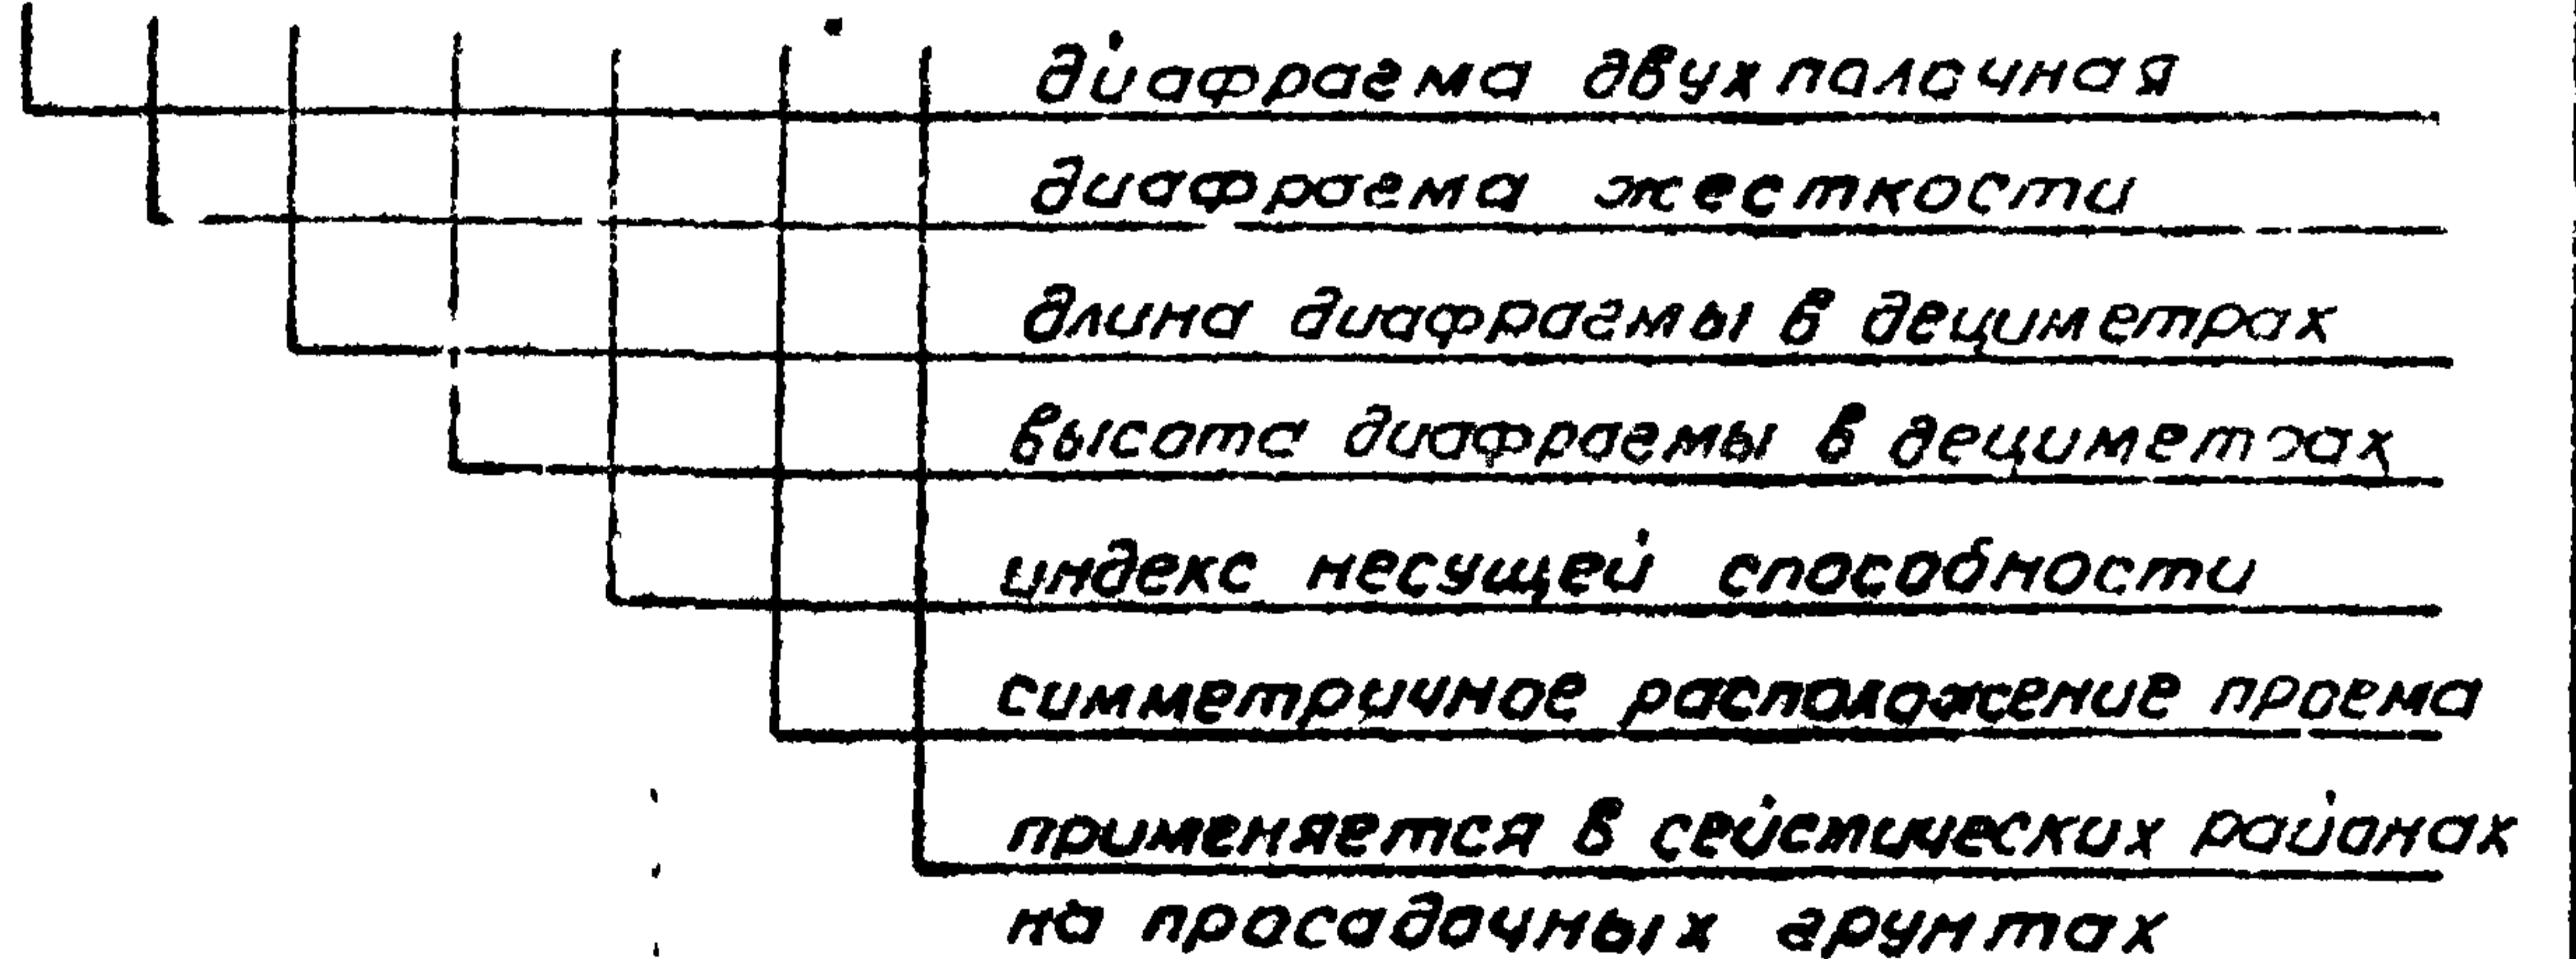 диафрагма двухполочная
диафрагма жесткости
длина диафрагмы в дециметрах
высота диафрагмы в дециметрах
индекс несущей способности
симметричное расположение проема
применяется в сейсмических районах
на просадочных грунтах